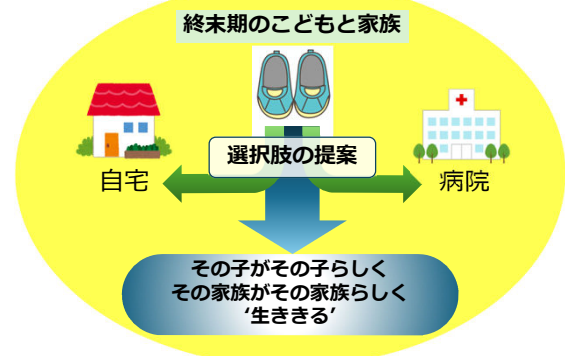 終末期のこどもと家族
選択肢の提案
自宅
病院
その子がその子らしく
その家族がその家族らしく
‘生ききる’